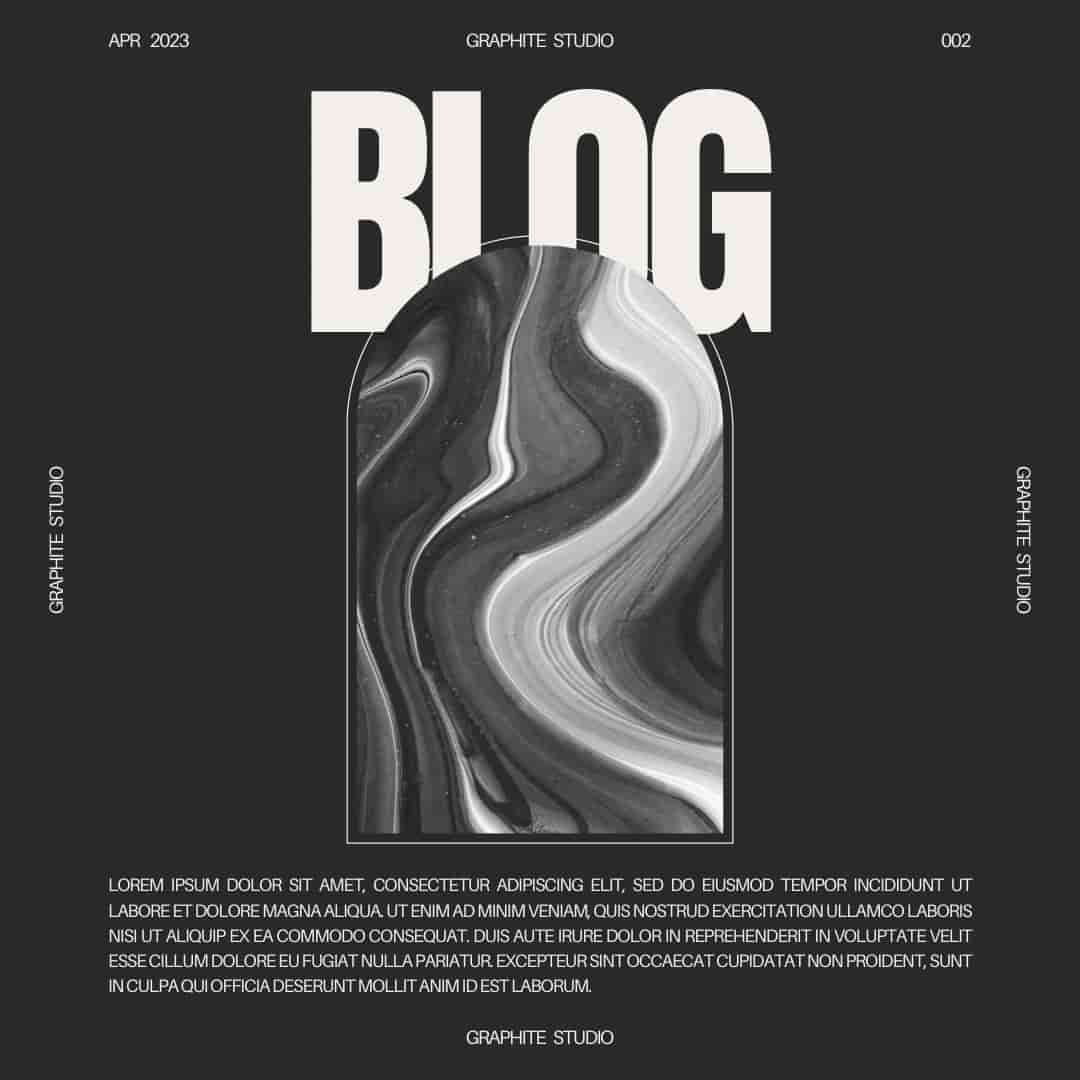 APR 2023 GRAPHITE STUDIO 002
BLOG
GRAPHITE STUDIO
GRAPHITE STUDIO
LOREM IPSUM DOLOR SIT AMET, CONSECTETUR ADIPISCING ELIT, SED DO EIUSMOD TEMPOR INCIDIDUNT UT
LABORE ET DOLORE MAGNA ALIQUA. UT ENIM AD MINIM VENIAM, QUIS NOSTRUD EXERCITATION ULLAMCO LABORIS
NISI UT ALIQUIP EX EA COMMODO CONSEQUAT. DUIS AUTE IRURE DOLOR IN REPREHENDERIT IN VOLUPTATE VELIT
ESSE CILLUM DOLORE EU FUGIAT NULLA PARIATUR. EXCEPTEUR SINT OCCAECAT CUPIDATAT NON PROIDENT, SUNT
IN CULPA QUI OFFICIA DESERUNT MOLLIT ANIM ID EST LABORUM.
GRAPHITE STUDIO